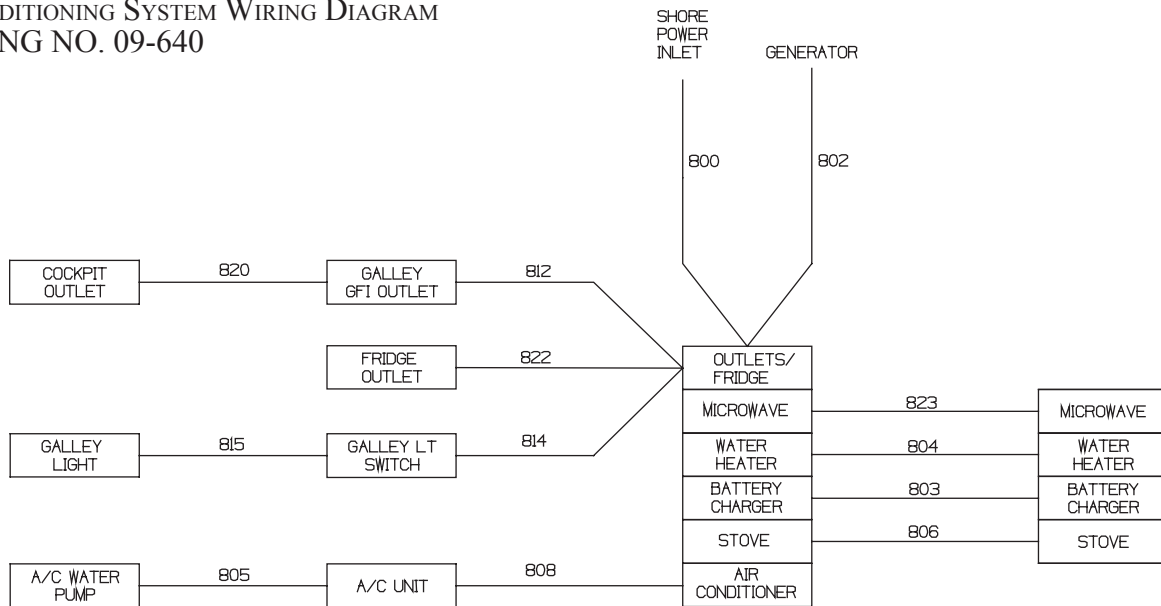 DITIONING SYSTEM WIRING DIAGRAM
NG NO. 09-640
SHORE
POWER
INLET
GENERATOR
800
802
COCKPIT
OUTLET
820
GALLEY
GFI OUTLET
812
FRIDGE
OUTLET
822
OUTLETS/
FRIDGE
MICROWAVE
823
MICROWAVE
GALLEY
LIGHT
815
GALLEY LT
SWITCH
814
WATER
HEATER
804
WATER
HEATER
BATTERY
CHARGER
803
BATTERY
CHARGER
STOVE
806
STOVE
A/C WATER
PUMP
805
A/C UNIT
808
AIR
CONDITIONER